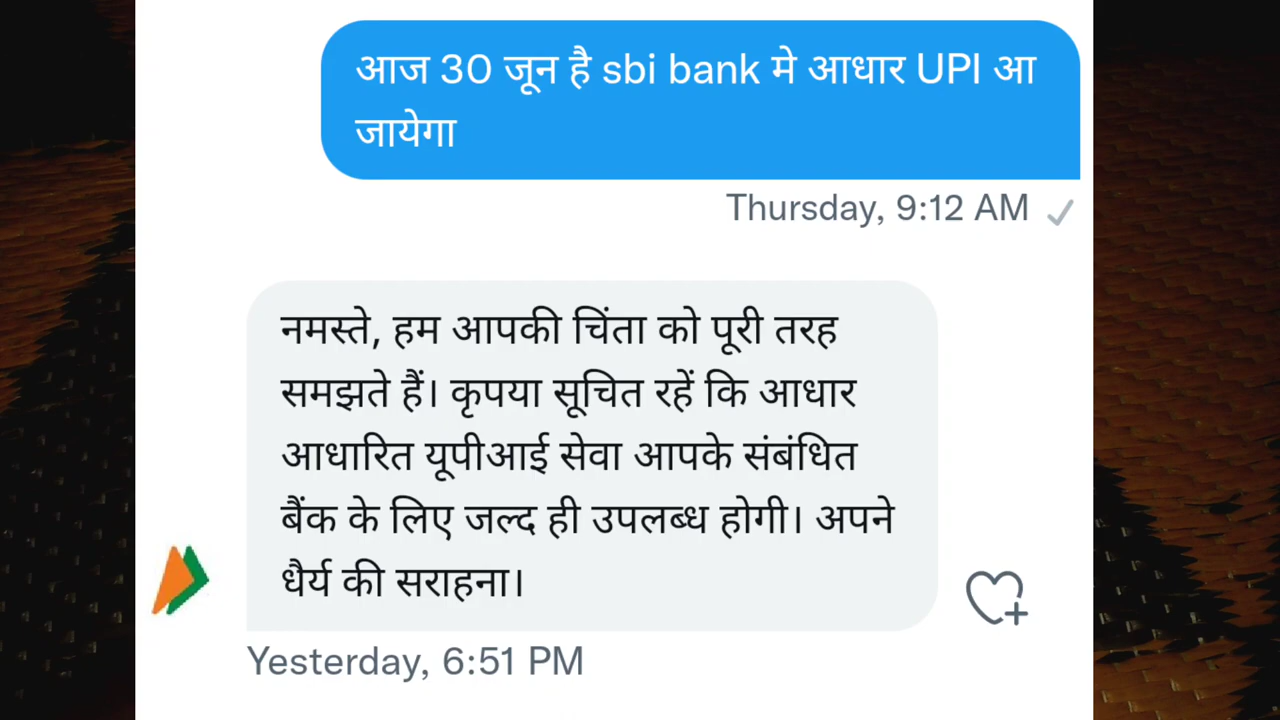 आज 30 जून है sbi bank मे आधार UPI आ
जायेगा
Thursday, 9:12 AM
नमस्ते, हम आपकी चिंता को पूरी तरह
समझते हैं। कृपया सूचित रहें कि आधार
आधारित यूपीआई सेवा आपके संबंधित
बैंक के लिए जल्द ही उपलब्ध होगी। अपने
धैर्य की सराहना।
Yesterday, 6:51 PM